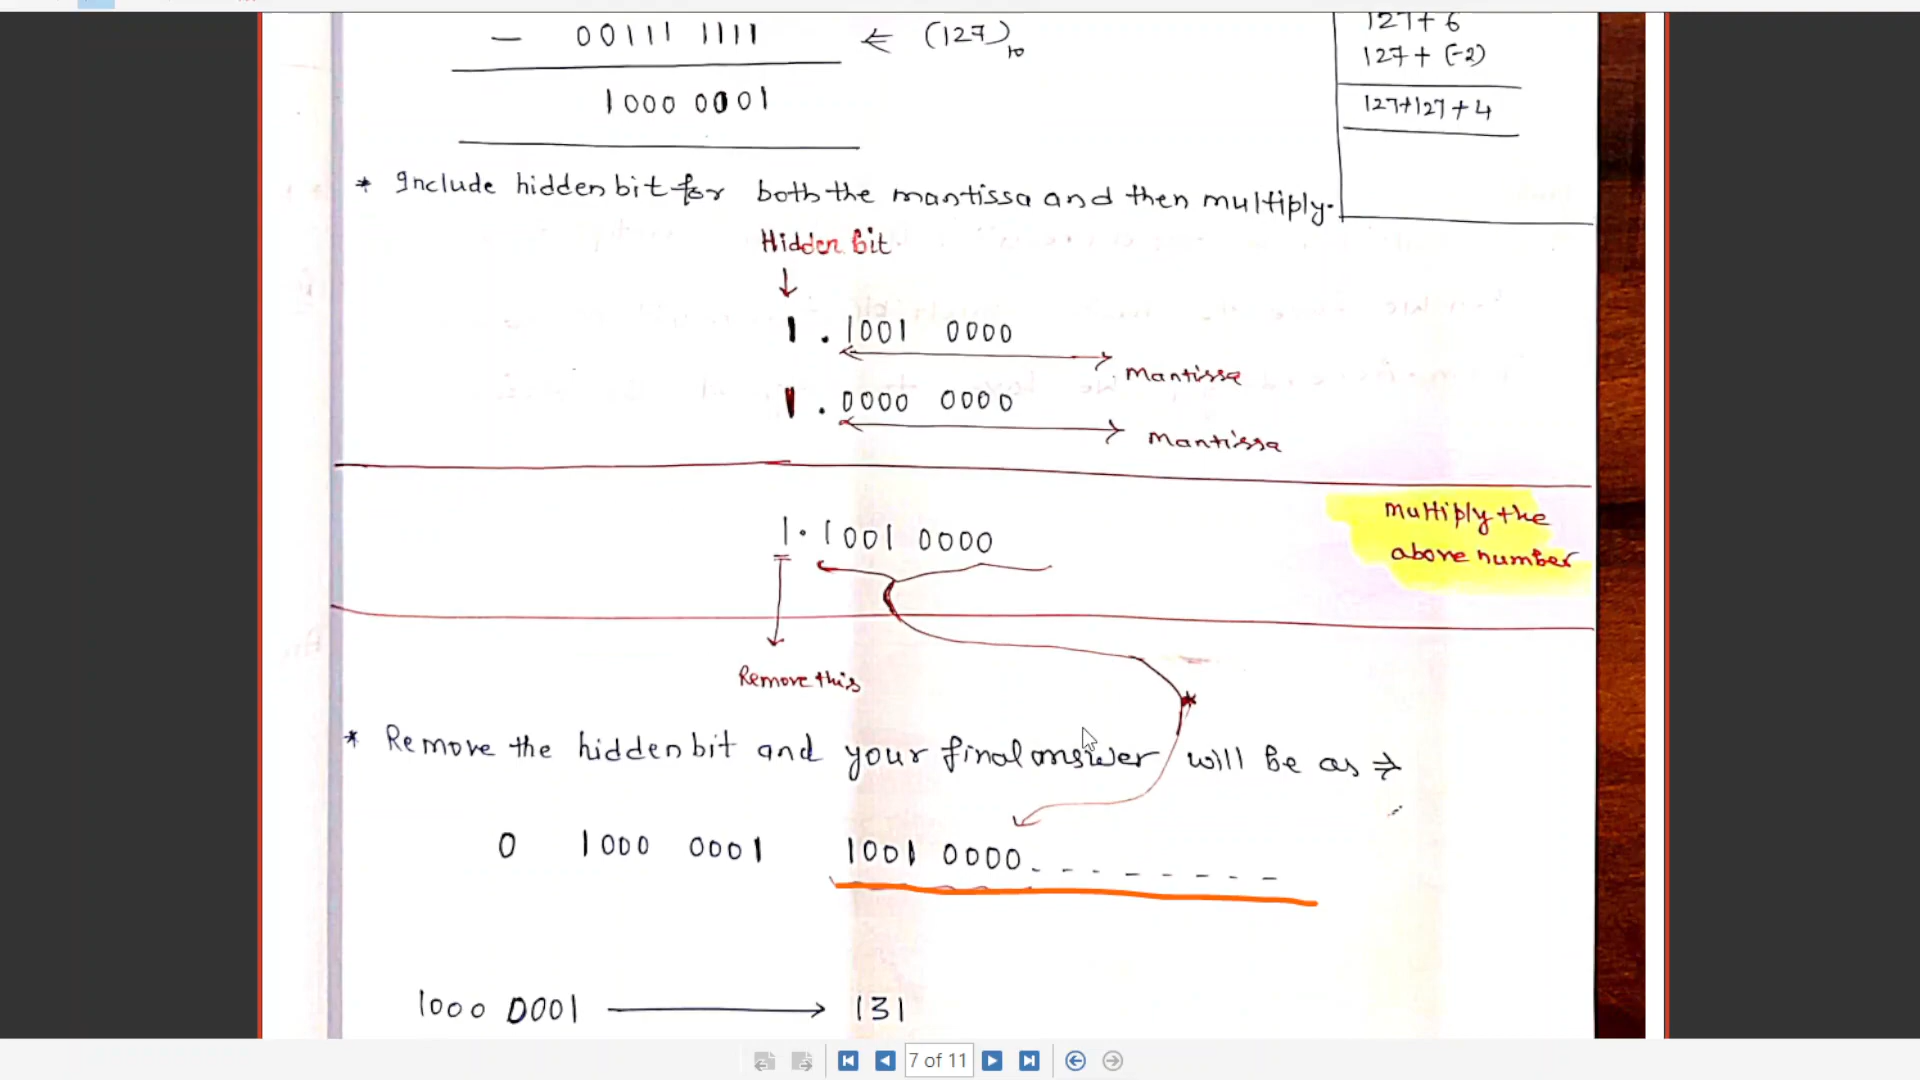 — 00111 1111 ⇐ (127)10
1000 0001
127+ 6
127 + (-2)
127+127 + 4
* Include hidden bit for both the mantissa and then multiply.
Hidden bit
1 . 1001 0000
Mantissa
1 . 0000 0000
Mantissa
1. 1001 0000
multiply the
above number
Remove this
* Remove the hidden bit and your final answer will be as ⇒
0 1000 0001 1001 0000 - - - - - - - -
1000 0001 → 131
7 of 11